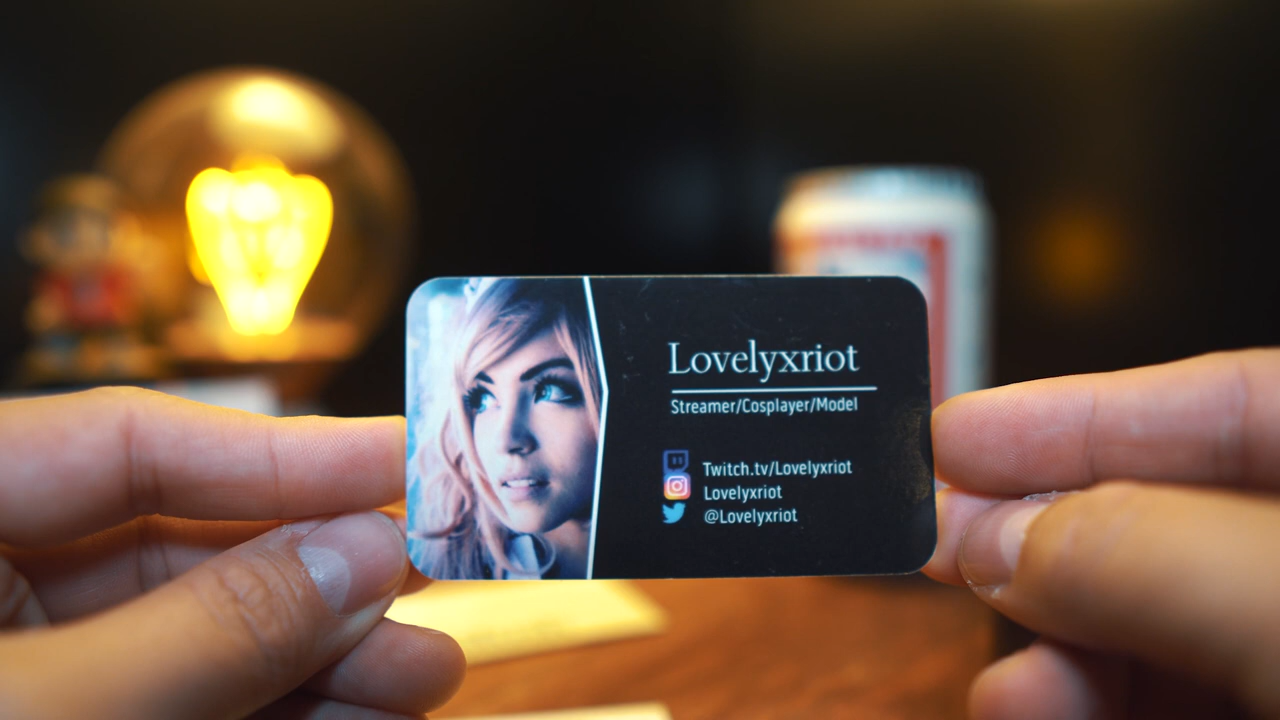 Lovelyxriot
Streamer/Cosplayer/Model
Twitch.tv/Lovelyxriot
Lovelyxriot
@Lovelyxriot